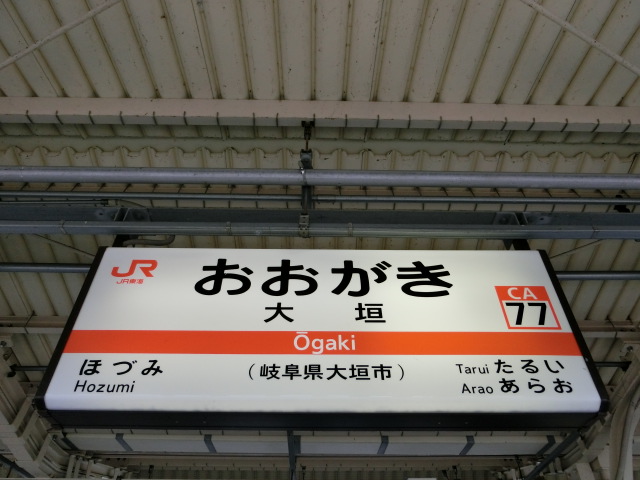 JR
JR東海
おおがき
大垣
CA
77
Ōgaki
ほづみ
Hozumi
(岐阜県大垣市)
Tarui たるい
Arao あらお